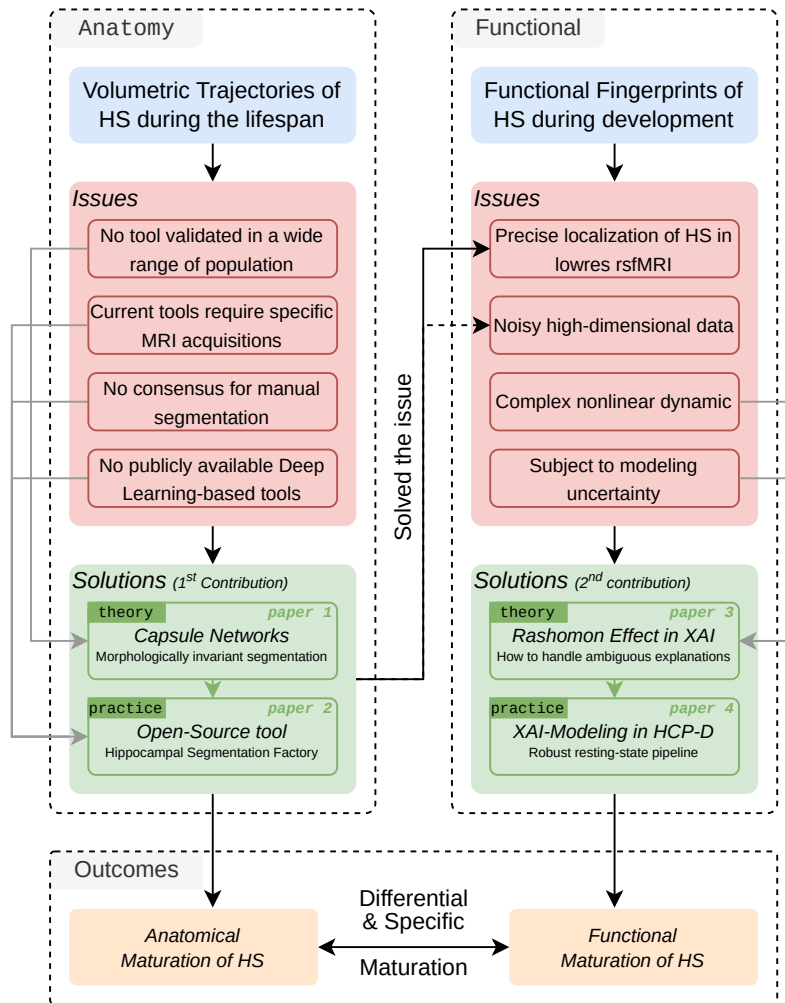 Anatomy
Volumetric Trajectories of
HS during the lifespan
Issues
No tool validated in a wide
range of population
Current tools require specific
MRI acquisitions
No consensus for manual
segmentation
No publicly available Deep
Learning-based tools
Solutions (1st Contribution)
theory
paper 1
Capsule Networks
Morphologically invariant segmentation
practice
paper 2
Open-Source tool
Hippocampal Segmentation Factory
Solved the issue
Functional
Functional Fingerprints of
HS during development
Issues
Precise localization of HS in
lowres rsfMRI
Noisy high-dimensional data
Complex nonlinear dynamic
Subject to modeling
uncertainty
Solutions (2nd contribution)
theory
paper 3
Rashomon Effect in XAI
How to handle ambiguous explanations
practice
paper 4
XAI-Modeling in HCP-D
Robust resting-state pipeline
Outcomes
Anatomical
Maturation of HS
Differential
& Specific
Maturation
Functional
Maturation of HS